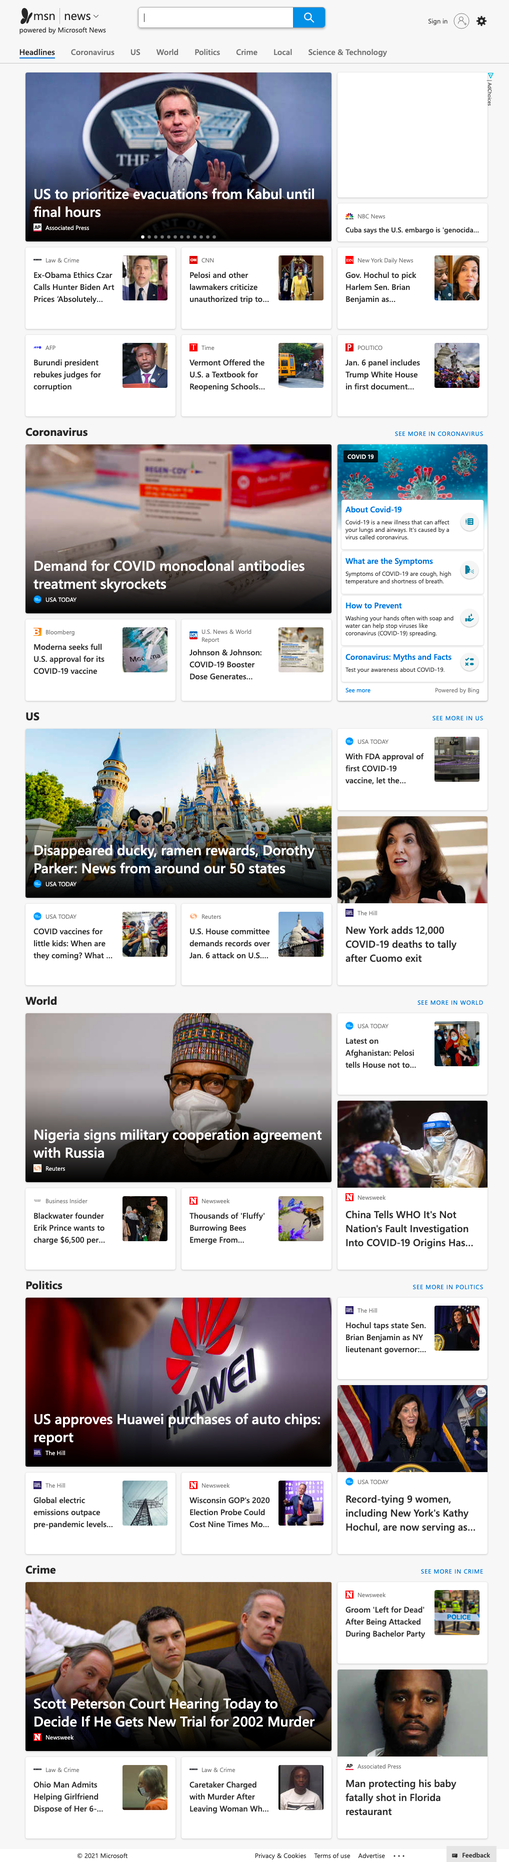 msn news
powered by Microsoft News
Sign in
Headlines Coronavirus US World Politics Crime Local Science & Technology
AdChoices
THE
US to prioritize evacuations from Kabul until
final hours
AP Associated Press
NBC News
Cuba says the U.S. embargo is 'genocida...
Law & Crime
Ex-Obama Ethics Czar
Calls Hunter Biden Art
Prices 'Absolutely...
CNN
Pelosi and other
lawmakers criticize
unauthorized trip to...
New York Daily News
Gov. Hochul to pick
Harlem Sen. Brian
Benjamin as...
AFP
Burundi president
rebukes judges for
corruption
Time
Vermont Offered the
U.S. a Textbook for
Reopening Schools...
POLITICO
Jan. 6 panel includes
Trump White House
in first document...
Coronavirus
SEE MORE IN CORONAVIRUS
REGEN-COV
Demand for COVID monoclonal antibodies
treatment skyrockets
USA TODAY
COVID 19
About Covid-19
Covid-19 is a new illness that can affect
your lungs and airways. It's caused by a
virus called coronavirus.
What are the Symptoms
Symptoms of COVID-19 are cough, high
temperature and shortness of breath.
How to Prevent
Washing your hands often with soap and
water can help stop viruses like
coronavirus (COVID-19) spreading.
Coronavirus: Myths and Facts
Test your awareness about COVID-19.
See more
Powered by Bing
Bloomberg
Moderna seeks full
U.S. approval for its
COVID-19 vaccine
U.S. News & World
Report
Johnson & Johnson:
COVID-19 Booster
Dose Generates...
US
SEE MORE IN US
Disappeared ducky, ramen rewards, Dorothy
Parker: News from around our 50 states
USA TODAY
USA TODAY
With FDA approval of
first COVID-19
vaccine, let the...
The Hill
New York adds 12,000
COVID-19 deaths to tally
after Cuomo exit
USA TODAY
COVID vaccines for
little kids: When are
they coming? What ...
Reuters
U.S. House committee
demands records over
Jan. 6 attack on U.S....
World
SEE MORE IN WORLD
Nigeria signs military cooperation agreement
with Russia
Reuters
USA TODAY
Latest on
Afghanistan: Pelosi
tells House not to...
Newsweek
China Tells WHO It's Not
Nation's Fault Investigation
Into COVID-19 Origins Has...
Business Insider
Blackwater founder
Erik Prince wants to
charge $6,500 per...
Newsweek
Thousands of 'Fluffy'
Burrowing Bees
Emerge From...
Politics
SEE MORE IN POLITICS
HUAWEI
US approves Huawei purchases of auto chips:
report
The Hill
The Hill
Hochul taps state Sen.
Brian Benjamin as NY
lieutenant governor:...
USA TODAY
Record-tying 9 women,
including New York's Kathy
Hochul, are now serving as...
The Hill
Global electric
emissions outpace
pre-pandemic levels...
Newsweek
Wisconsin GOP's 2020
Election Probe Could
Cost Nine Times Mo...
Crime
SEE MORE IN CRIME
Scott Peterson Court Hearing Today to
Decide If He Gets New Trial for 2002 Murder
Newsweek
Newsweek
Groom 'Left for Dead'
After Being Attacked
During Bachelor Party
POLICE
AP Associated Press
Man protecting his baby
fatally shot in Florida
restaurant
Law & Crime
Ohio Man Admits
Helping Girlfriend
Dispose of Her 6-...
Law & Crime
Caretaker Charged
with Murder After
Leaving Woman Wh...
© 2021 Microsoft
Privacy & Cookies Terms of use Advertise ...
Feedback